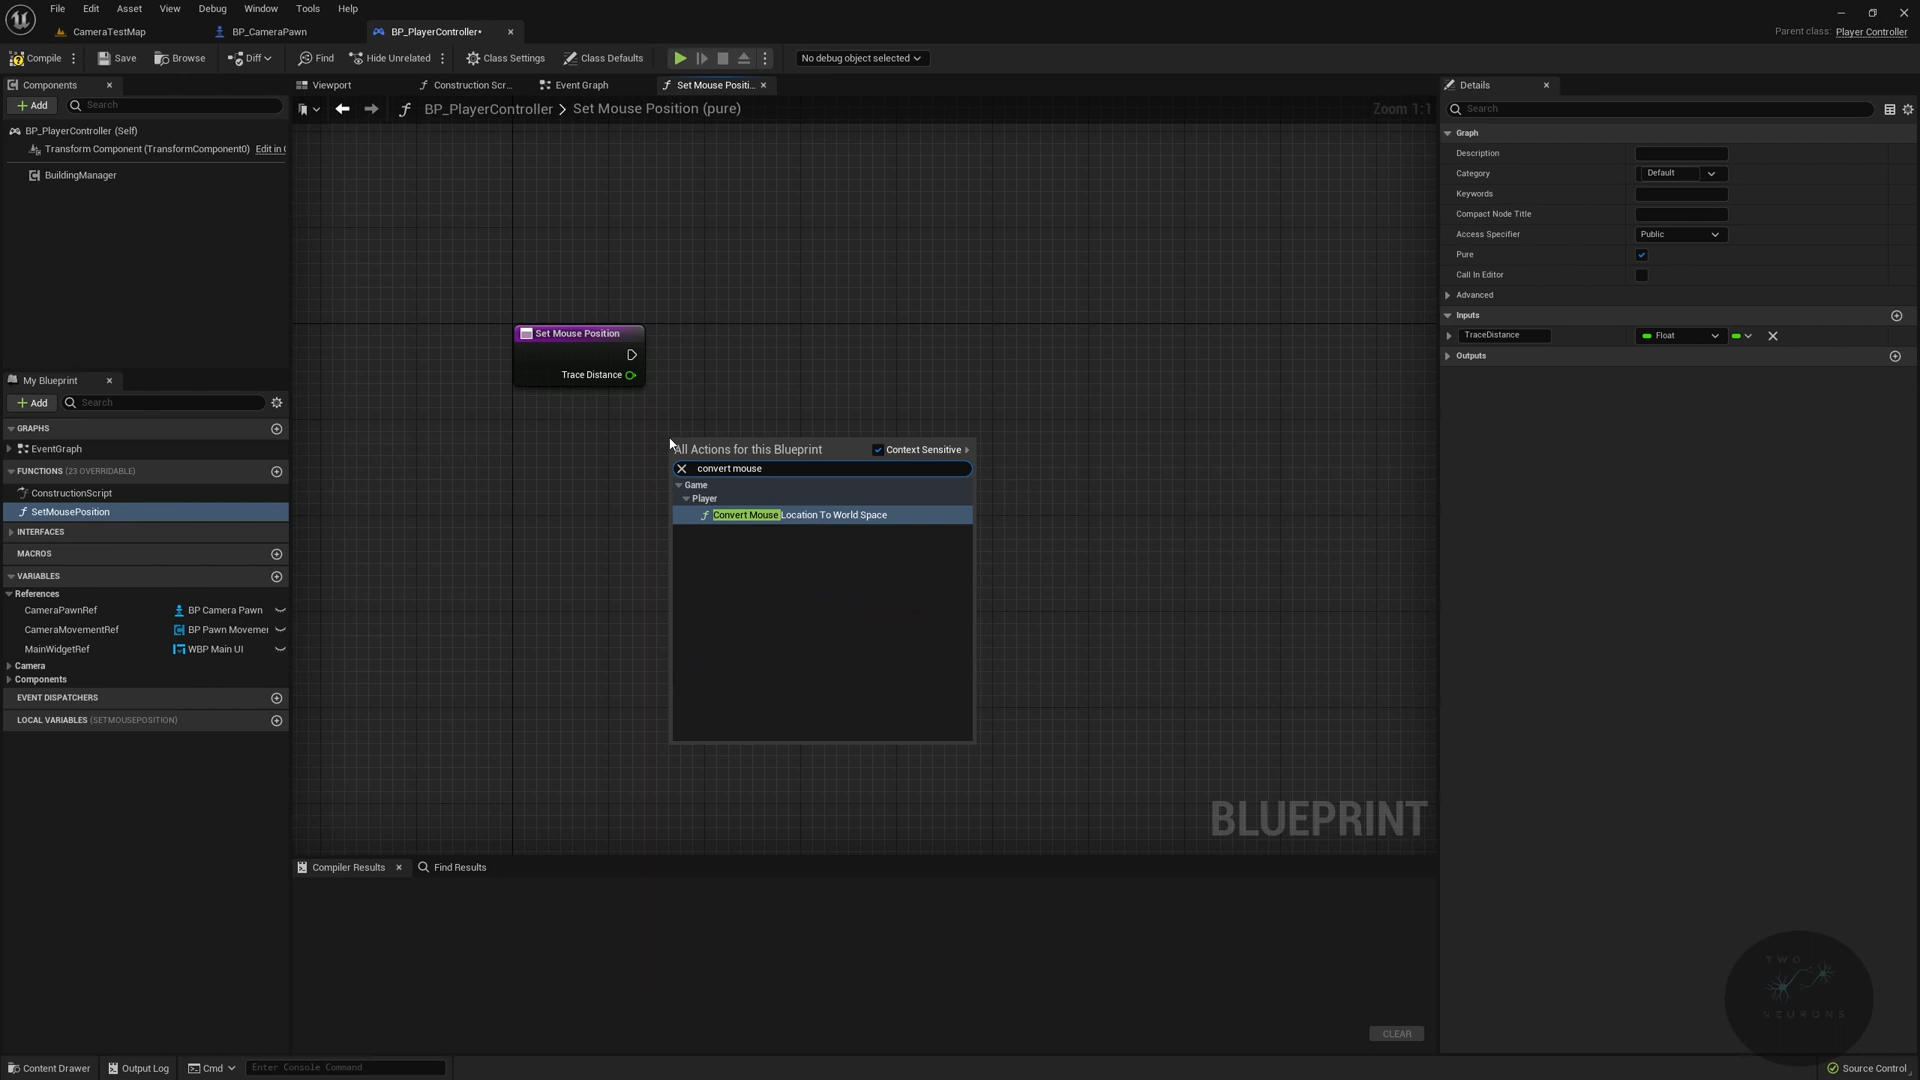 File Edit Asset View Debug Window Tools Help
CameraTestMap BP_CameraPawn BP_PlayerController•
Parent class: Player Controller
Compile Save Browse Diff Find Hide Unrelated Class Settings Class Defaults No debug object selected
Components
Add Search
BP_PlayerController (Self)
Transform Component (TransformComponent0) Edit in C
BuildingManager
Viewport Construction Scr... Event Graph Set Mouse Positi...
BP_PlayerController > Set Mouse Position (pure) Zoom 1:1
Set Mouse Position
Trace Distance
All Actions for this Blueprint Context Sensitive
convert mouse
Game
Player
Convert Mouse Location To World Space
BLUEPRINT
My Blueprint
Add Search
GRAPHS
EventGraph
FUNCTIONS (23 OVERRIDABLE)
ConstructionScript
SetMousePosition
INTERFACES
MACROS
VARIABLES
References
CameraPawnRef BP Camera Pawn
CameraMovementRef BP Pawn Movemer
MainWidgetRef WBP Main UI
Camera
Components
EVENT DISPATCHERS
LOCAL VARIABLES (SETMOUSEPOSITION)
Compiler Results Find Results
CLEAR
Details
Search
Graph
Description
Category Default
Keywords
Compact Node Title
Access Specifier Public
Pure
Call In Editor
Advanced
Inputs
TraceDistance Float
Outputs
TWO
NEURONS
Content Drawer Output Log Cmd Enter Console Command Source Control